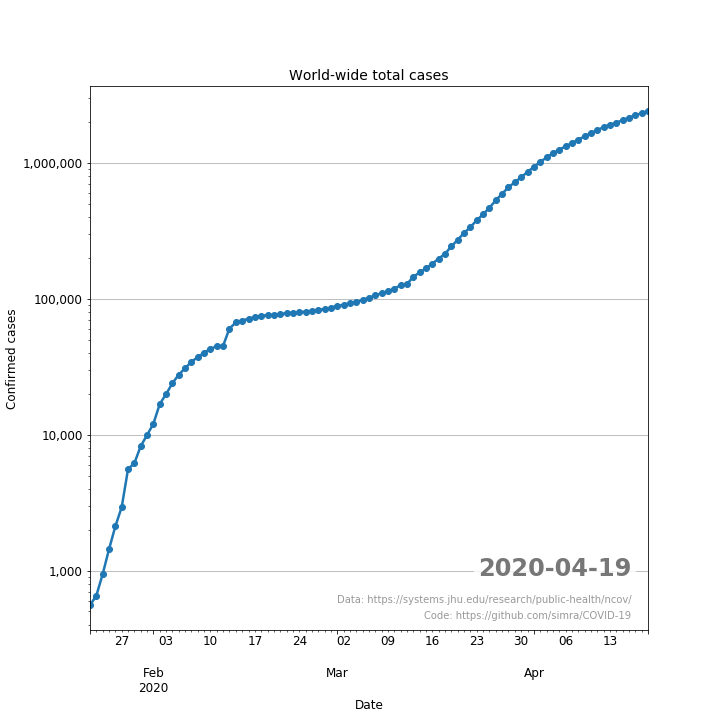 World-wide total cases
Confirmed cases
1,000,000
100,000
10,000
1,000
2020-04-19
Data: https://systems.jhu.edu/research/public-health/ncov/
Code: https://github.com/simra/COVID-19
27 03 10 17 24 02 09 16 23 30 06 13
Feb Mar Apr
2020
Date